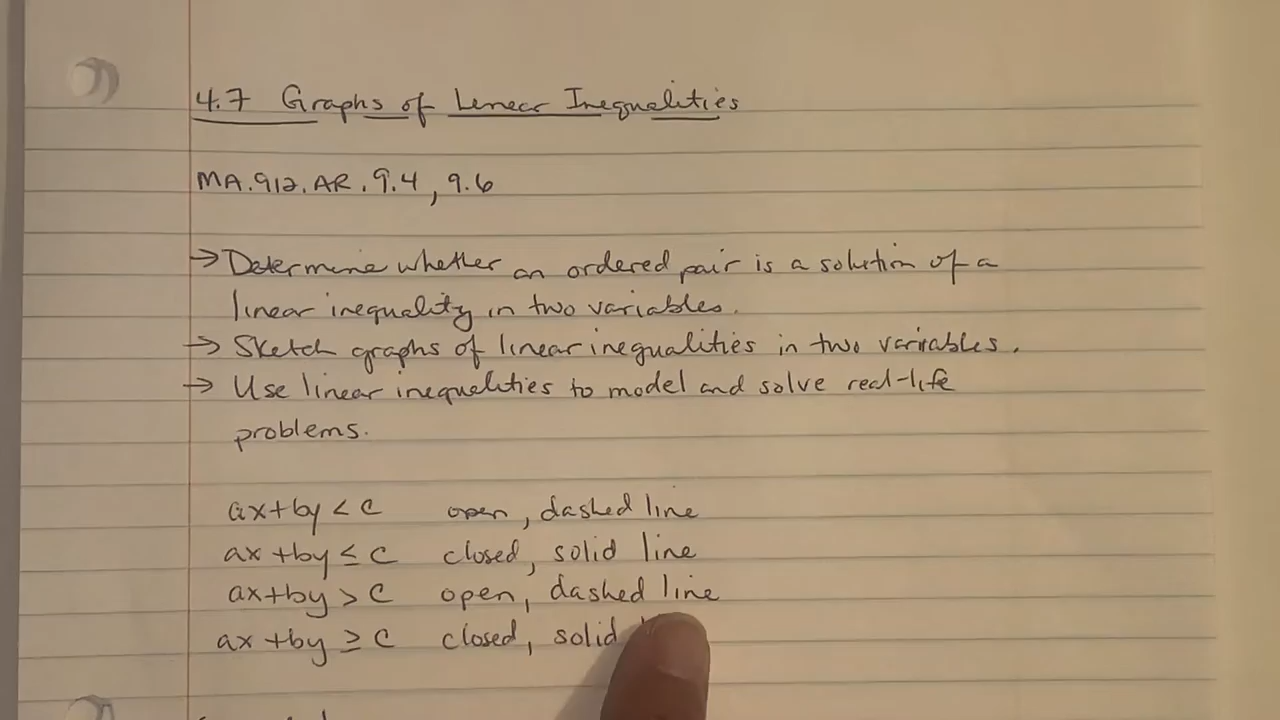 4.7 Graphs of Lenear Inequalities
MA.912.AR.9.4, 9.6
→ Determine whether an ordered pair is a solution of a
linear inequality in two variables.
→ Sketch graphs of linear inequalities in two variables.
→ Use linear inequalities to model and solve real-life
problems.
ax+by < c open, dashed line
ax+by ≤ c closed, solid line
ax+by > c open, dashed line
ax+by ≥ c closed, solid